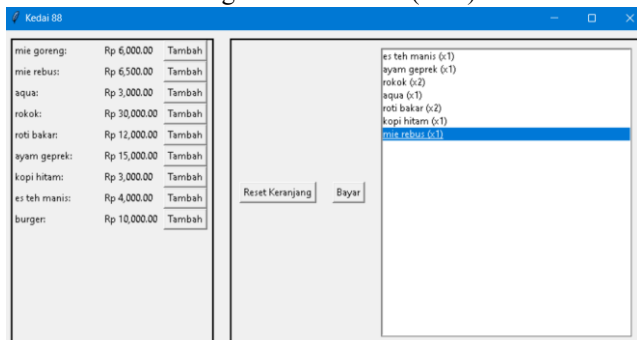 Kedai 88
mie goreng: Rp 6,000.00 Tambah
mie rebus: Rp 6,500.00 Tambah
aqua: Rp 3,000.00 Tambah
rokok: Rp 30,000.00 Tambah
roti bakar: Rp 12,000.00 Tambah
ayam geprek: Rp 15,000.00 Tambah
kopi hitam: Rp 3,000.00 Tambah
es teh manis: Rp 4,000.00 Tambah
burger: Rp 10,000.00 Tambah
Reset Keranjang Bayar
es teh manis (x1)
ayam geprek (x1)
rokok (x2)
aqua (x1)
roti bakar (x2)
kopi hitam (x1)
mie rebus (x1)